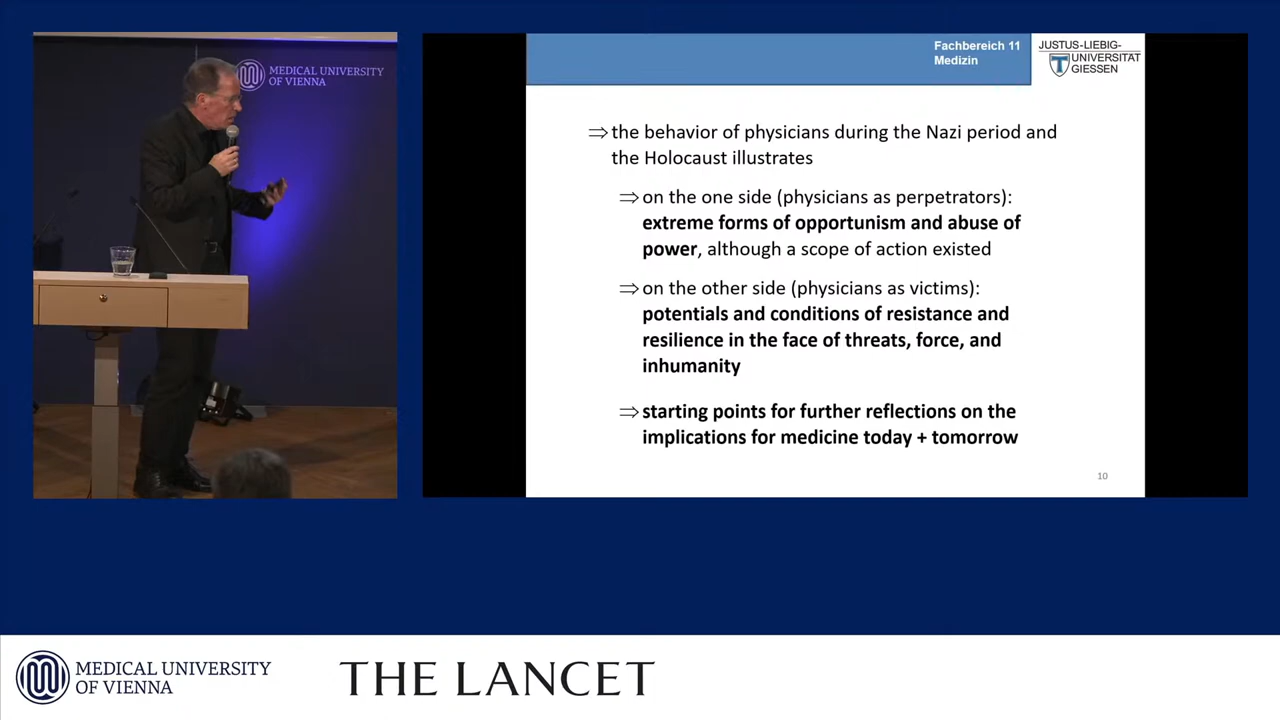 MEDICAL UNIVERSITY
OF VIENNA
Fachbereich 11
Medizin
JUSTUS-LIEBIG-
UNIVERSITAT
GIESSEN
⇒ the behavior of physicians during the Nazi period and
the Holocaust illustrates
⇒ on the one side (physicians as perpetrators):
extreme forms of opportunism and abuse of
power, although a scope of action existed
⇒ on the other side (physicians as victims):
potentials and conditions of resistance and
resilience in the face of threats, force, and
inhumanity
⇒ starting points for further reflections on the
implications for medicine today + tomorrow
10
MEDICAL UNIVERSITY
OF VIENNA
THE LANCET